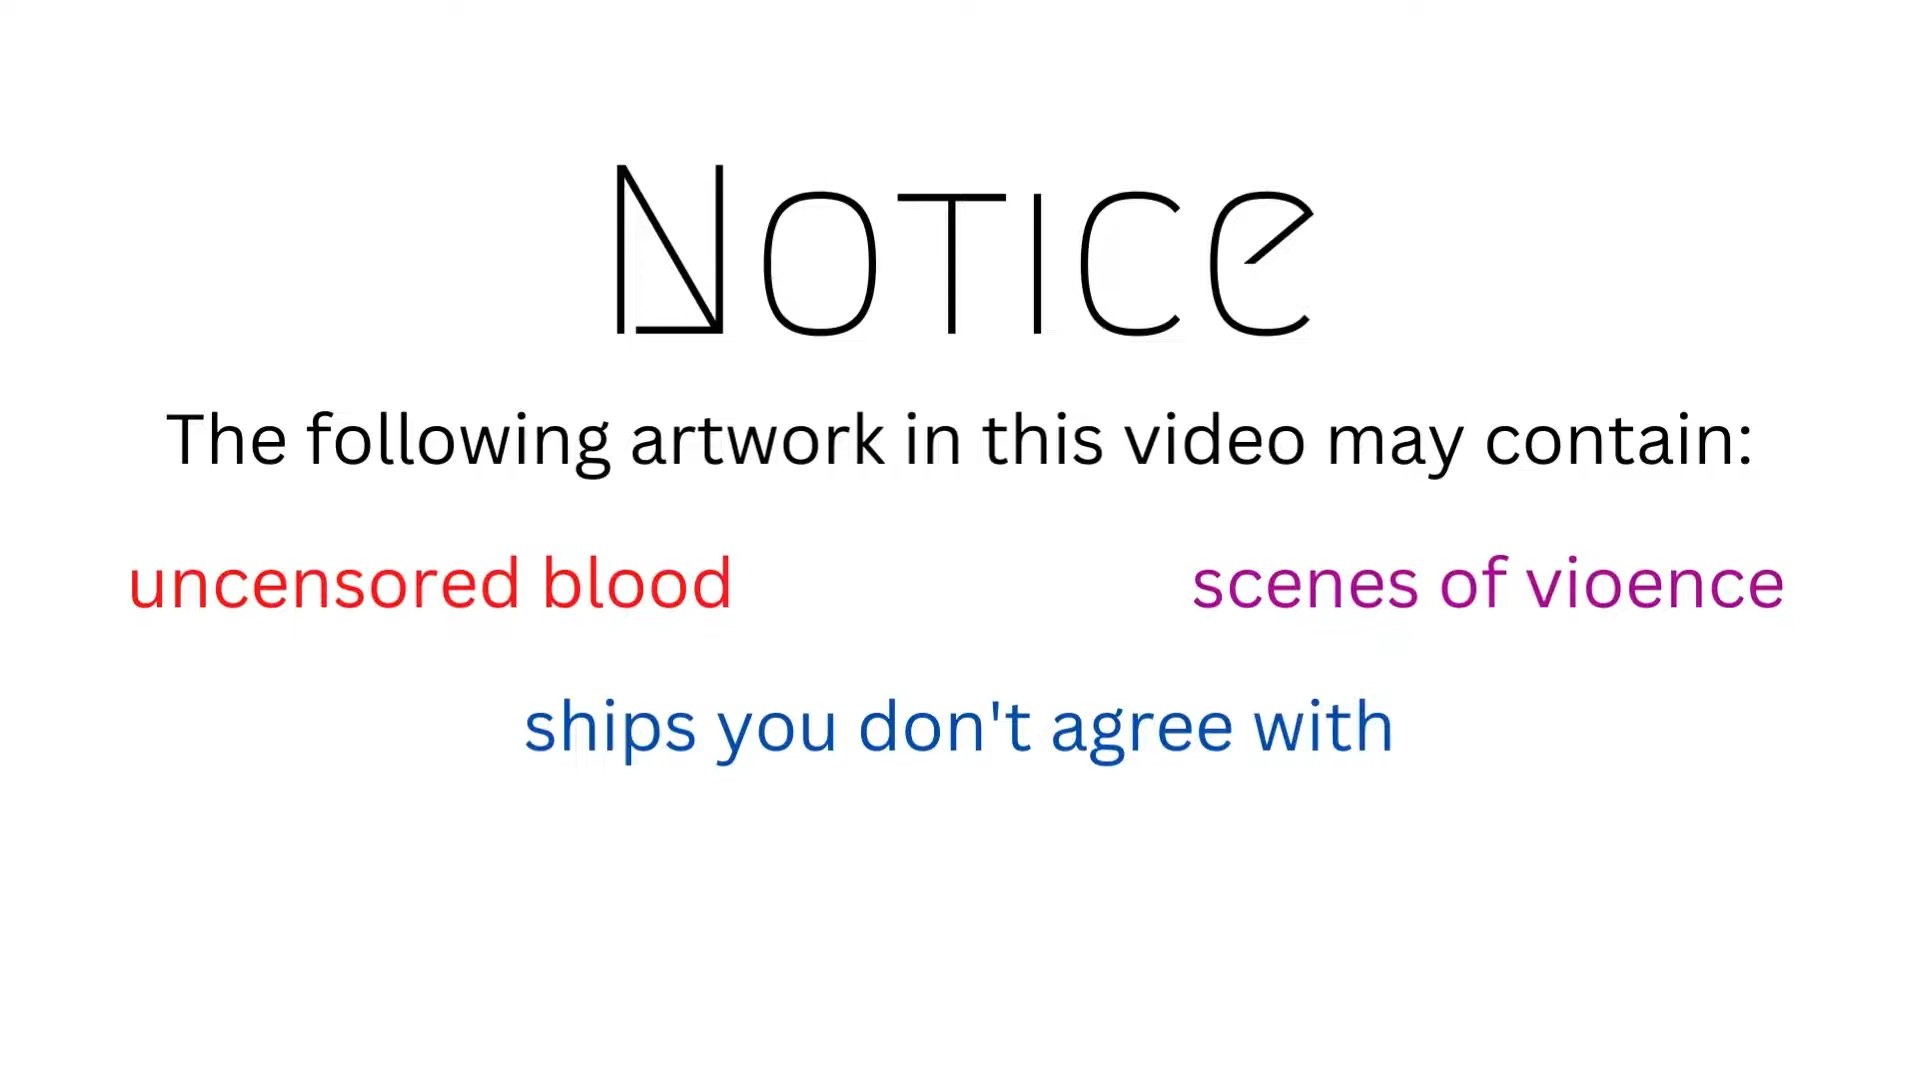 Notice
The following artwork in this video may contain:
uncensored blood scenes of vioence
ships you don't agree with